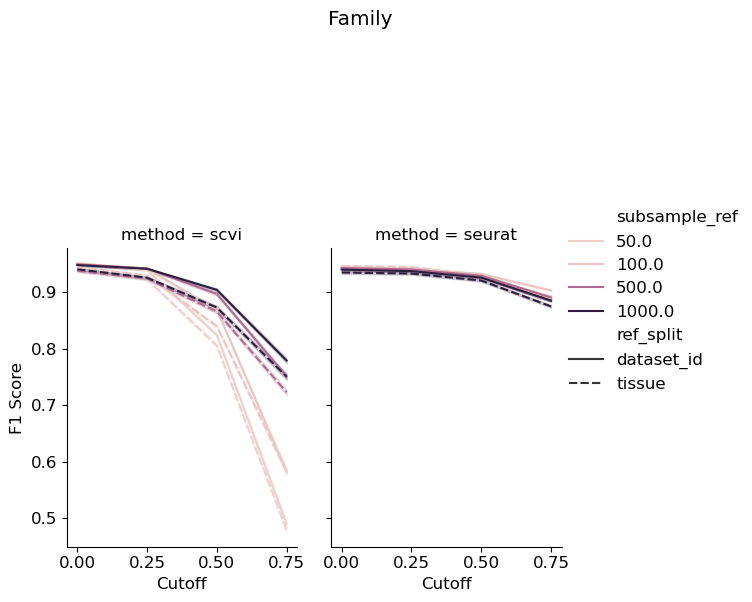 Family
method = scvi
method = seurat
F1 Score
0.9
0.8
0.7
0.6
0.5
0.00 0.25 0.50 0.75
0.00 0.25 0.50 0.75
Cutoff
Cutoff
subsample_ref
50.0
100.0
500.0
1000.0
ref_split
dataset_id
tissue